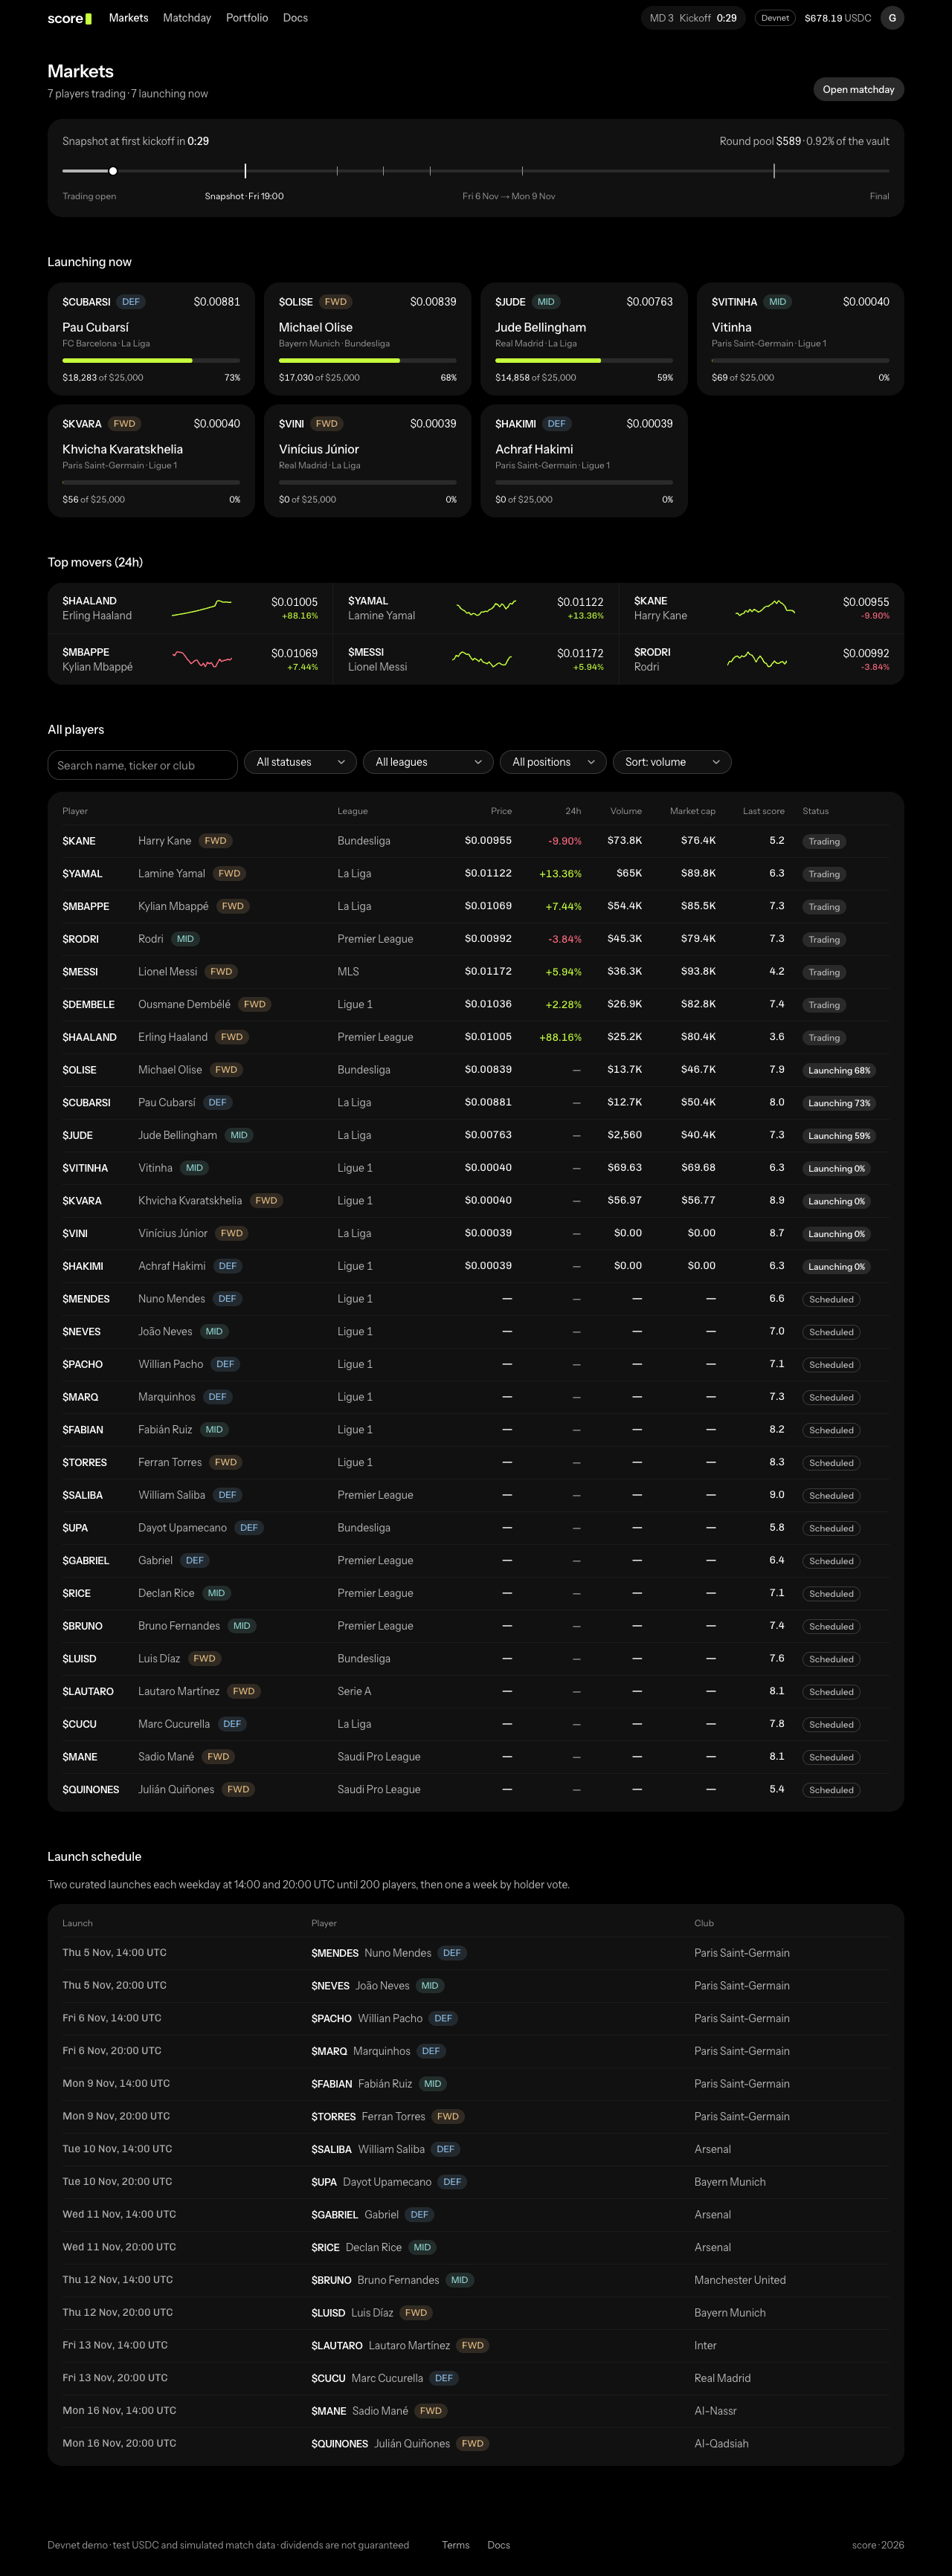 score Markets Matchday Portfolio Docs MD 3 Kickoff 0:29 Devnet $678.19 USDC G
Markets
7 players trading · 7 launching now
Open matchday
Snapshot at first kickoff in 0:29 Round pool $589 · 0.92% of the vault
Trading open Snapshot · Fri 19:00 Fri 6 Nov → Mon 9 Nov Final
Launching now
$CUBARSI DEF $0.00881
Pau Cubarsí
FC Barcelona · La Liga
$18,283 of $25,000 73%
$OLISE FWD $0.00839
Michael Olise
Bayern Munich · Bundesliga
$17,030 of $25,000 68%
$JUDE MID $0.00763
Jude Bellingham
Real Madrid · La Liga
$14,858 of $25,000 59%
$VITINHA MID $0.00040
Vitinha
Paris Saint-Germain · Ligue 1
$69 of $25,000 0%
$KVARA FWD $0.00040
Khvicha Kvaratskhelia
Paris Saint-Germain · Ligue 1
$56 of $25,000 0%
$VINI FWD $0.00039
Vinícius Júnior
Real Madrid · La Liga
$0 of $25,000 0%
$HAKIMI DEF $0.00039
Achraf Hakimi
Paris Saint-Germain · Ligue 1
$0 of $25,000 0%
Top movers (24h)
$HAALAND $0.01005
Erling Haaland +88.16%
$YAMAL $0.01122
Lamine Yamal +13.36%
$KANE $0.00955
Harry Kane -9.90%
$MBAPPE $0.01069
Kylian Mbappé +7.44%
$MESSI $0.01172
Lionel Messi +5.94%
$RODRI $0.00992
Rodri -3.84%
All players
Search name, ticker or club All statuses All leagues All positions Sort: volume
Player League Price 24h Volume Market cap Last score Status
$KANE Harry Kane FWD Bundesliga $0.00955 -9.90% $73.8K $76.4K 5.2 Trading
$YAMAL Lamine Yamal FWD La Liga $0.01122 +13.36% $65K $89.8K 6.3 Trading
$MBAPPE Kylian Mbappé FWD La Liga $0.01069 +7.44% $54.4K $85.5K 7.3 Trading
$RODRI Rodri MID Premier League $0.00992 -3.84% $45.3K $79.4K 7.3 Trading
$MESSI Lionel Messi FWD MLS $0.01172 +5.94% $36.3K $93.8K 4.2 Trading
$DEMBELE Ousmane Dembélé FWD Ligue 1 $0.01036 +2.28% $26.9K $82.8K 7.4 Trading
$HAALAND Erling Haaland FWD Premier League $0.01005 +88.16% $25.2K $80.4K 3.6 Trading
$OLISE Michael Olise FWD Bundesliga $0.00839 — $13.7K $46.7K 7.9 Launching 68%
$CUBARSI Pau Cubarsí DEF La Liga $0.00881 — $12.7K $50.4K 8.0 Launching 73%
$JUDE Jude Bellingham MID La Liga $0.00763 — $2,560 $40.4K 7.3 Launching 59%
$VITINHA Vitinha MID Ligue 1 $0.00040 — $69.63 $69.68 6.3 Launching 0%
$KVARA Khvicha Kvaratskhelia FWD Ligue 1 $0.00040 — $56.97 $56.77 8.9 Launching 0%
$VINI Vinícius Júnior FWD La Liga $0.00039 — $0.00 $0.00 8.7 Launching 0%
$HAKIMI Achraf Hakimi DEF Ligue 1 $0.00039 — $0.00 $0.00 6.3 Launching 0%
$MENDES Nuno Mendes DEF Ligue 1 — — — — 6.6 Scheduled
$NEVES João Neves MID Ligue 1 — — — — 7.0 Scheduled
$PACHO Willian Pacho DEF Ligue 1 — — — — 7.1 Scheduled
$MARQ Marquinhos DEF Ligue 1 — — — — 7.3 Scheduled
$FABIAN Fabián Ruiz MID Ligue 1 — — — — 8.2 Scheduled
$TORRES Ferran Torres FWD Ligue 1 — — — — 8.3 Scheduled
$SALIBA William Saliba DEF Premier League — — — — 9.0 Scheduled
$UPA Dayot Upamecano DEF Bundesliga — — — — 5.8 Scheduled
$GABRIEL Gabriel DEF Premier League — — — — 6.4 Scheduled
$RICE Declan Rice MID Premier League — — — — 7.1 Scheduled
$BRUNO Bruno Fernandes MID Premier League — — — — 7.4 Scheduled
$LUISD Luis Díaz FWD Bundesliga — — — — 7.6 Scheduled
$LAUTARO Lautaro Martínez FWD Serie A — — — — 8.1 Scheduled
$CUCU Marc Cucurella DEF La Liga — — — — 7.8 Scheduled
$MANE Sadio Mané FWD Saudi Pro League — — — — 8.1 Scheduled
$QUINONES Julián Quiñones FWD Saudi Pro League — — — — 5.4 Scheduled
Launch schedule
Two curated launches each weekday at 14:00 and 20:00 UTC until 200 players, then one a week by holder vote.
Launch Player Club
Thu 5 Nov, 14:00 UTC $MENDES Nuno Mendes DEF Paris Saint-Germain
Thu 5 Nov, 20:00 UTC $NEVES João Neves MID Paris Saint-Germain
Fri 6 Nov, 14:00 UTC $PACHO Willian Pacho DEF Paris Saint-Germain
Fri 6 Nov, 20:00 UTC $MARQ Marquinhos DEF Paris Saint-Germain
Mon 9 Nov, 14:00 UTC $FABIAN Fabián Ruiz MID Paris Saint-Germain
Mon 9 Nov, 20:00 UTC $TORRES Ferran Torres FWD Paris Saint-Germain
Tue 10 Nov, 14:00 UTC $SALIBA William Saliba DEF Arsenal
Tue 10 Nov, 20:00 UTC $UPA Dayot Upamecano DEF Bayern Munich
Wed 11 Nov, 14:00 UTC $GABRIEL Gabriel DEF Arsenal
Wed 11 Nov, 20:00 UTC $RICE Declan Rice MID Arsenal
Thu 12 Nov, 14:00 UTC $BRUNO Bruno Fernandes MID Manchester United
Thu 12 Nov, 20:00 UTC $LUISD Luis Díaz FWD Bayern Munich
Fri 13 Nov, 14:00 UTC $LAUTARO Lautaro Martínez FWD Inter
Fri 13 Nov, 20:00 UTC $CUCU Marc Cucurella DEF Real Madrid
Mon 16 Nov, 14:00 UTC $MANE Sadio Mané FWD Al-Nassr
Mon 16 Nov, 20:00 UTC $QUINONES Julián Quiñones FWD Al-Qadsiah
Devnet demo · test USDC and simulated match data · dividends are not guaranteed Terms Docs score · 2026